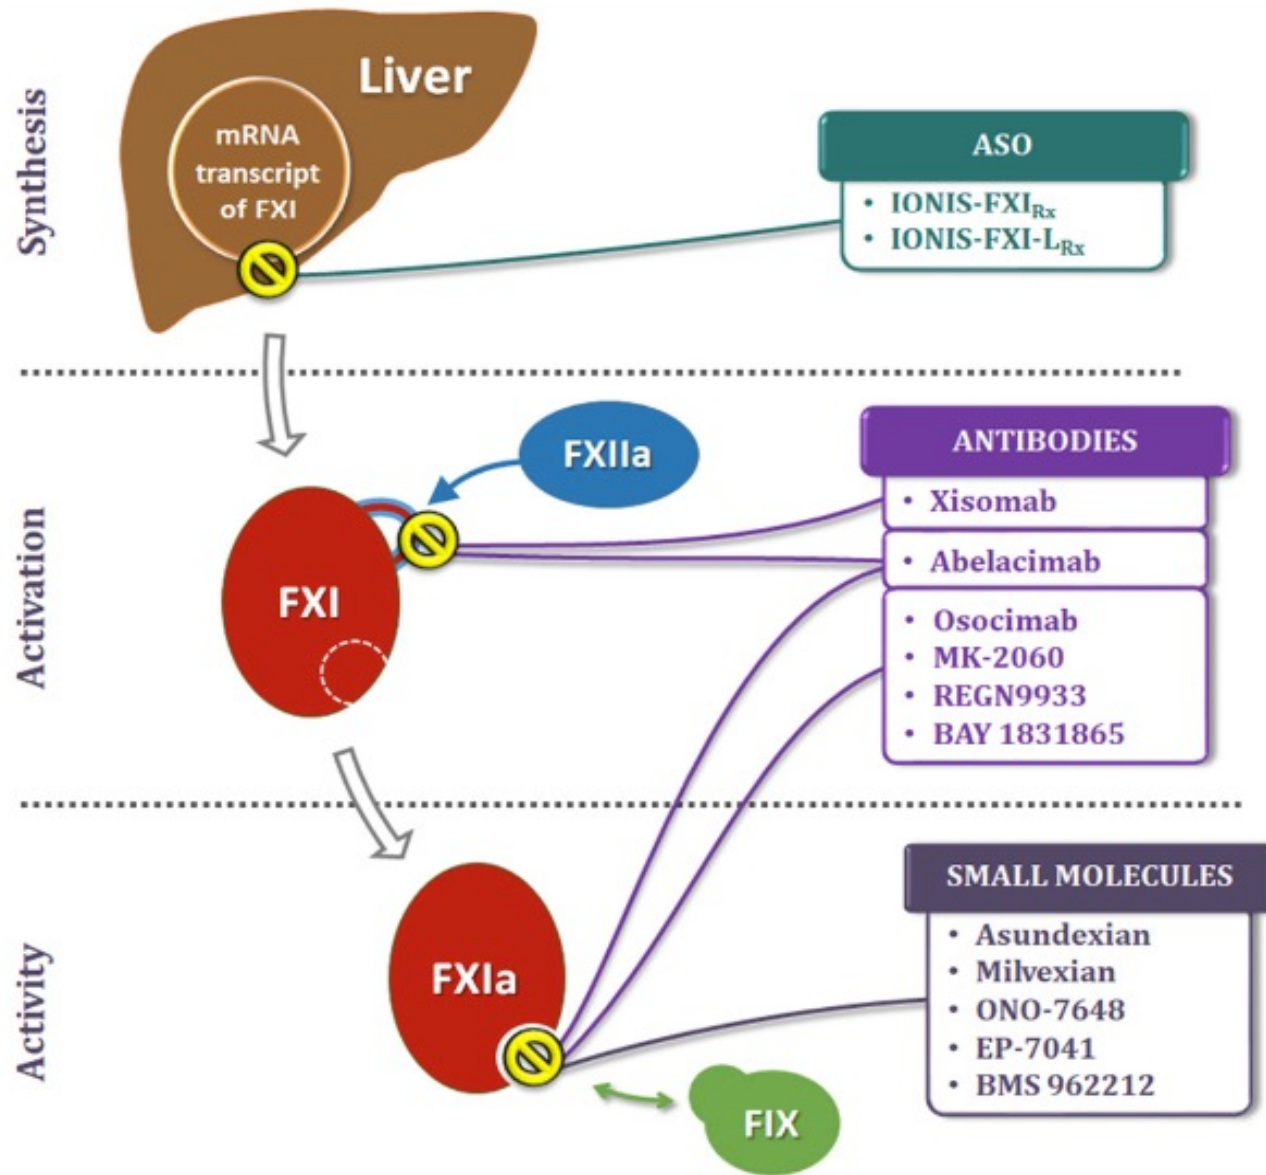 Synthesis
Liver
mRNA
transcript
of FXI
ASO
• IONIS-FXIRx
• IONIS-FXI-LRx
Activation
FXIIa
FXI
ANTIBODIES
• Xisomab
• Abelacimab
• Osocimab
• MK-2060
• REGN9933
• BAY 1831865
Activity
FXIa
FIX
SMALL MOLECULES
• Asundexian
• Milvexian
• ONO-7648
• EP-7041
• BMS 962212